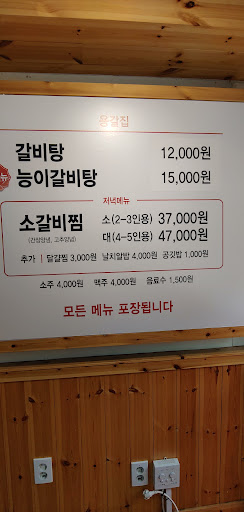 용갈집
갈비탕 12,000원
뉴 능이갈비탕 15,000원
저녁메뉴
소갈비찜 소(2-3인용) 37,000원
(간장양념, 고추양념) 대(4-5인용) 47,000원
추가 | 달걀찜 3,000원 날치알밥 4,000원 공깃밥 1,000원
소주 4,000원 맥주 4,000원 음료수 1,500원
모든 메뉴 포장됩니다